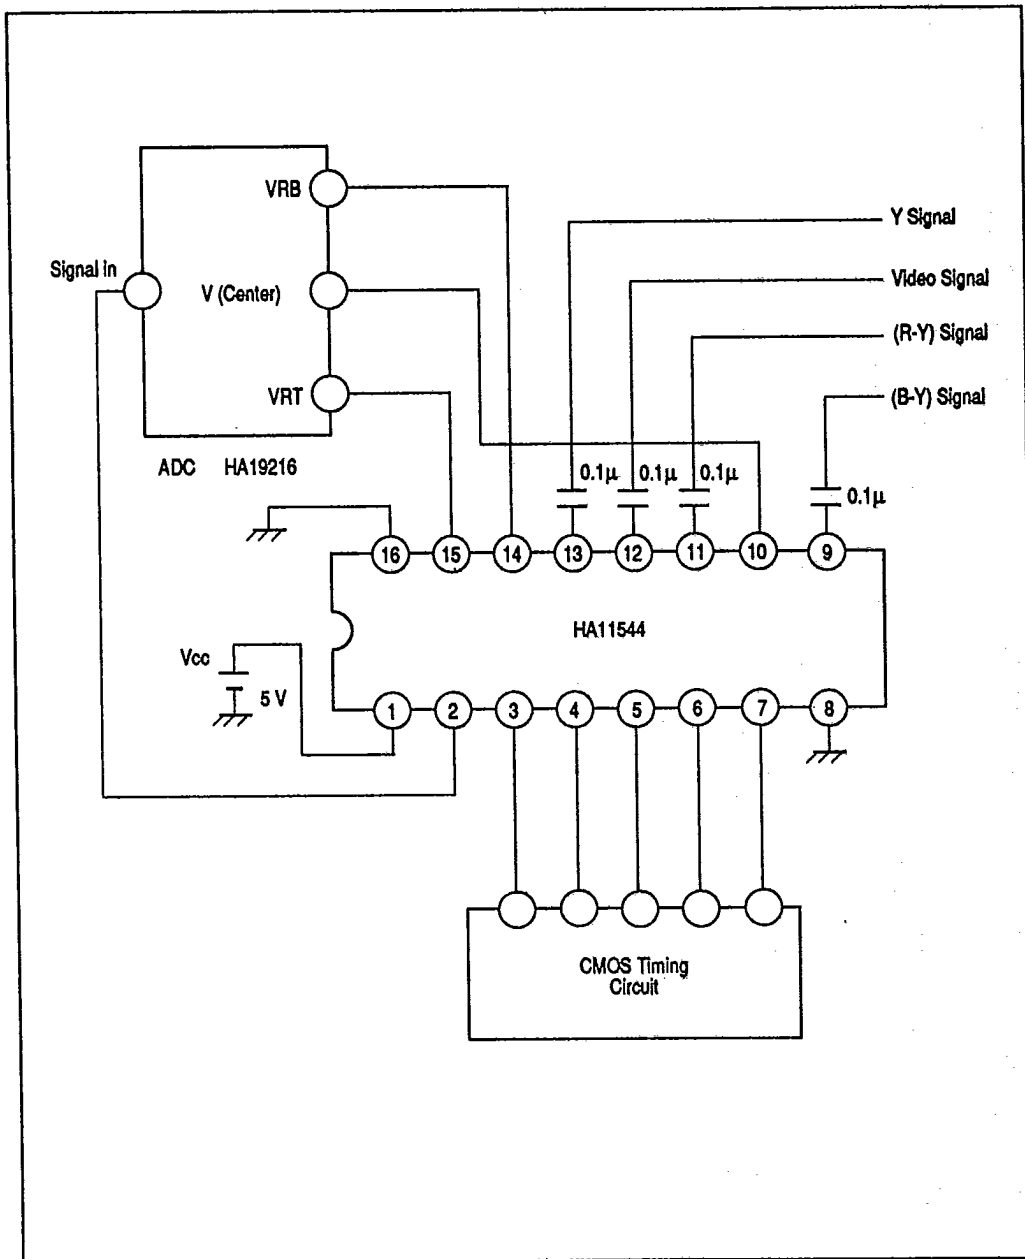 VRB
Signal in
V (Center)
VRT
ADC HA19216
Y Signal
Video Signal
(R-Y) Signal
(B-Y) Signal
0.1μ
0.1μ
0.1μ
0.1μ
16
15
14
13
12
11
10
9
HA11544
Vcc
5 V
1
2
3
4
5
6
7
8
CMOS Timing
Circuit